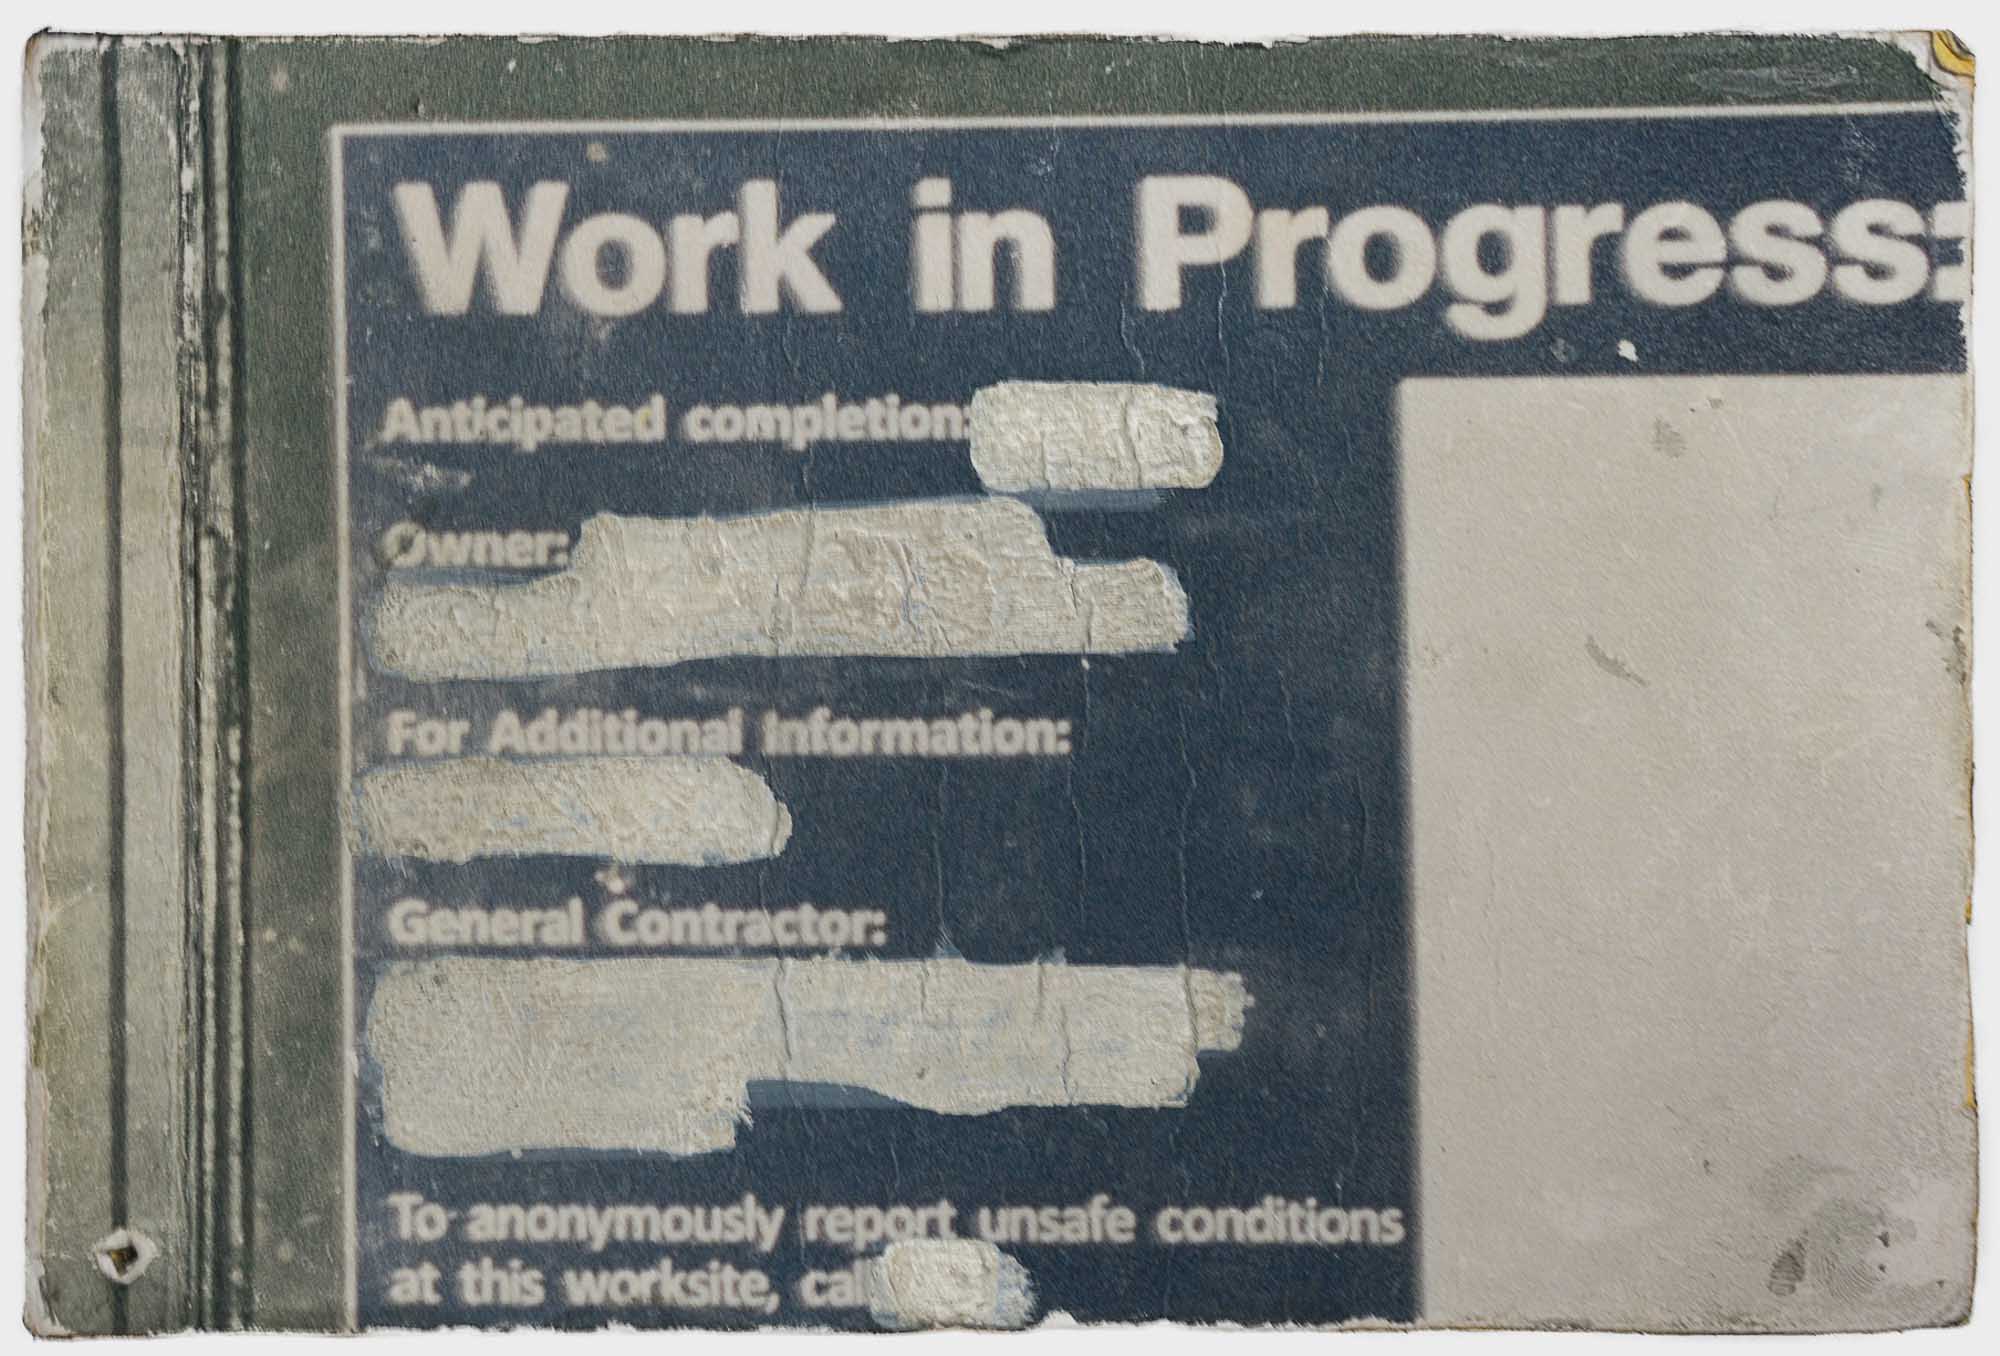 Work in Progress:
Anticipated completion:
Owner:
For Additional Information:
General Contractor:
To anonymously report unsafe conditions
at this worksite, call